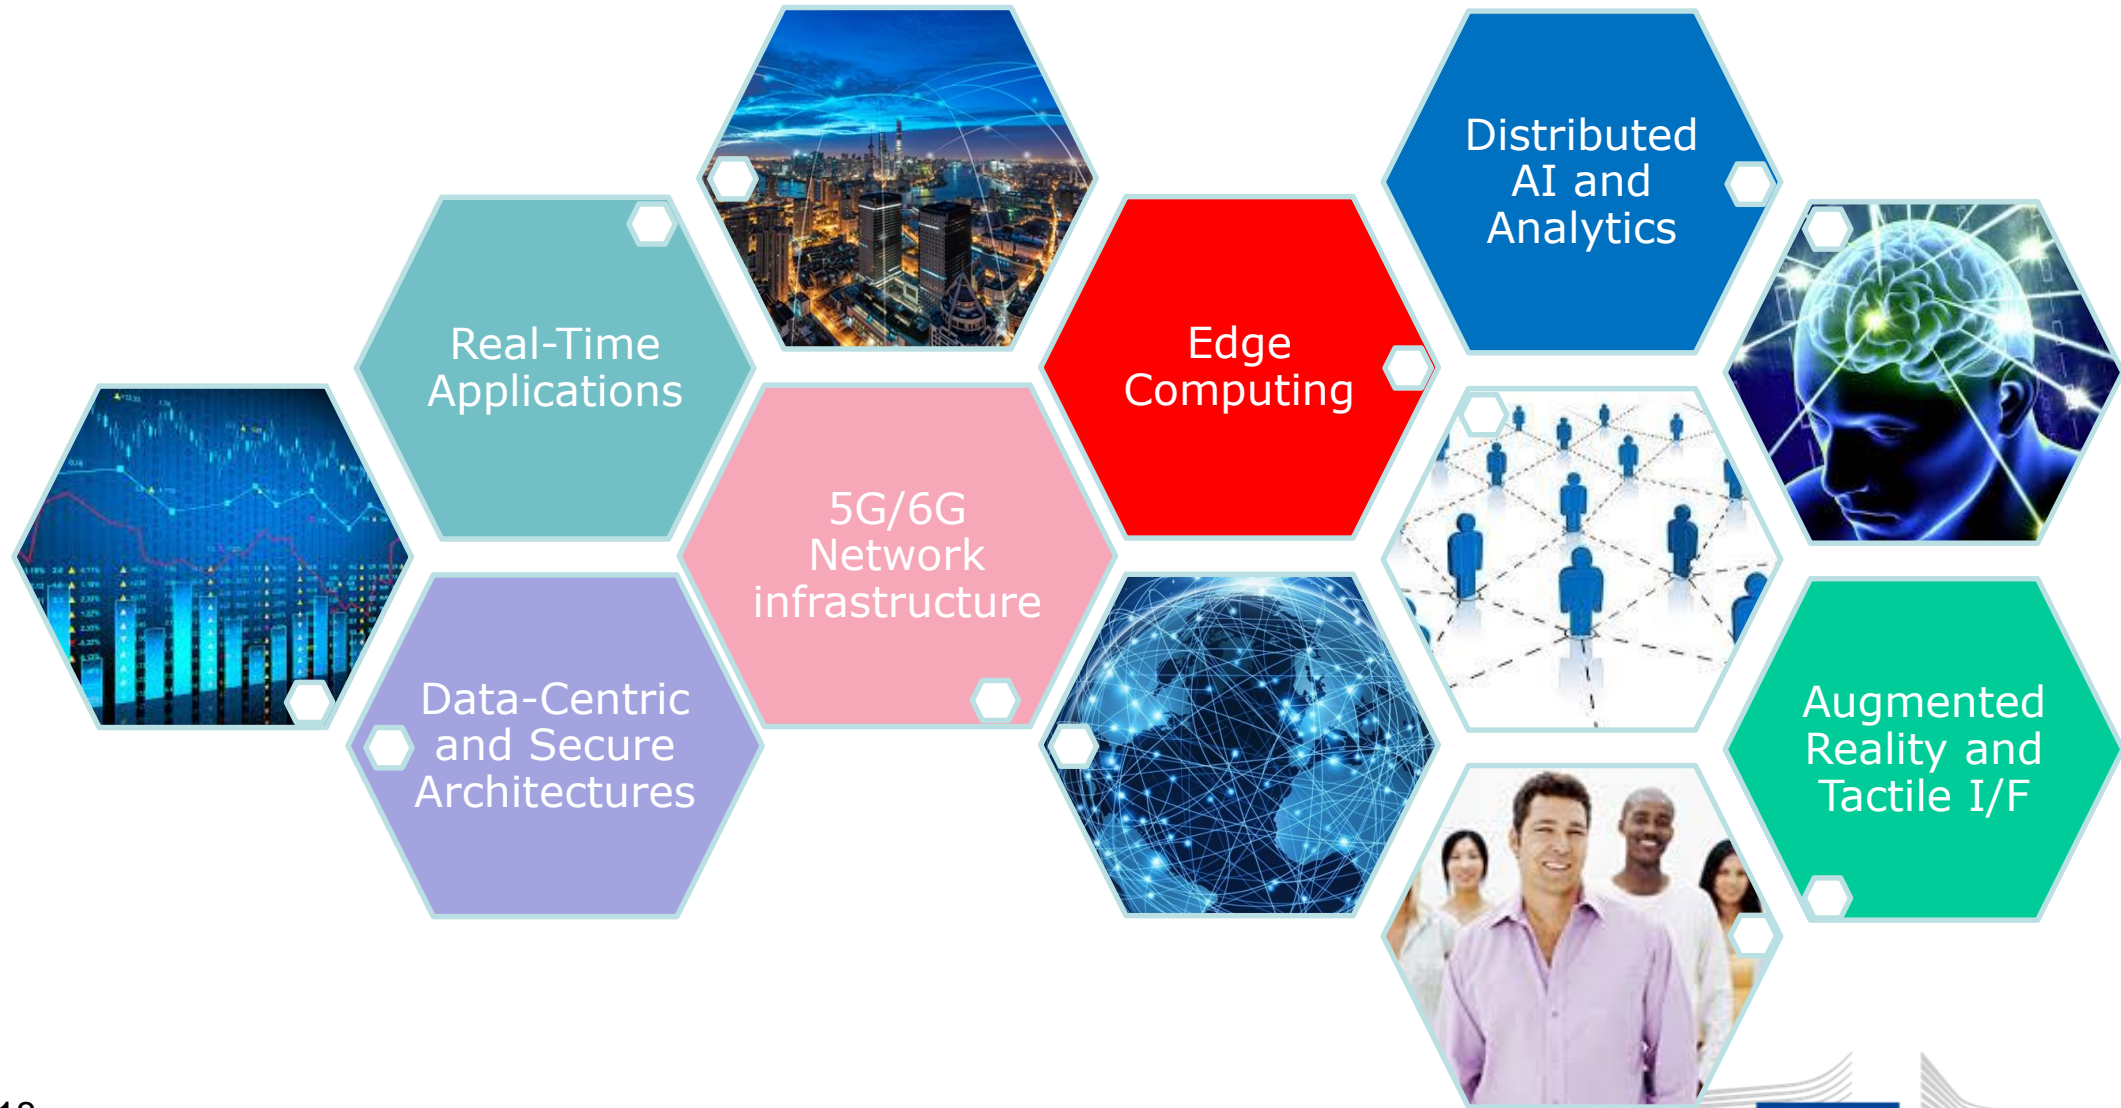 Distributed
AI and
Analytics
Real-Time
Applications
Edge
Computing
5G/6G
Network
infrastructure
Data-Centric
and Secure
Architectures
Augmented
Reality and
Tactile I/F